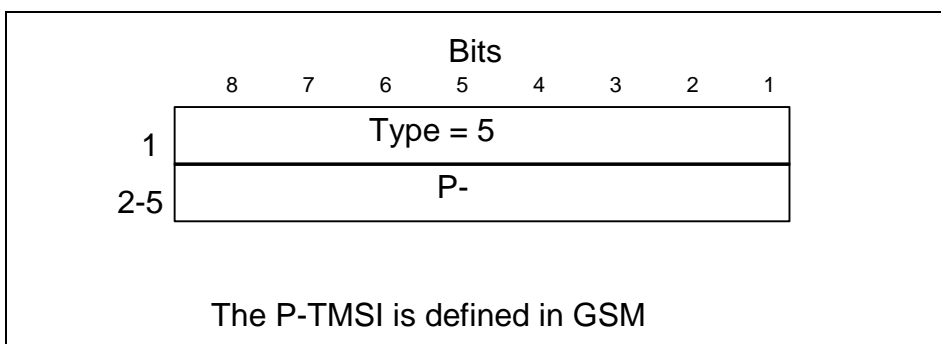 Bits
8 7 6 5 4 3 2 1
1 Type = 5
2-5 P-
The P-TMSI is defined in GSM